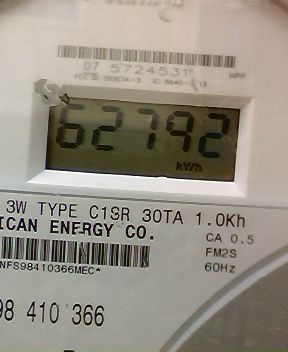 07 5724531
62792
kWh
3W TYPE C1SR 30TA 1.0Kh
ICAN ENERGY CO.
CA 0.5
FM2S
60Hz
NFS98410366MEC*
98 410 366